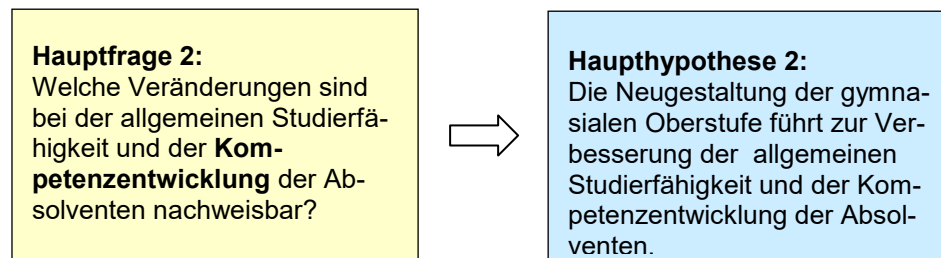 Hauptfrage 2:
Welche Veränderungen sind
bei der allgemeinen Studierfä-
higkeit und der Kom-
petenzentwicklung der Ab-
solventen nachweisbar?
Haupthypothese 2:
Die Neugestaltung der gymna-
sialen Oberstufe führt zur Ver-
besserung der allgemeinen
Studierfähigkeit und der Kom-
petenzentwicklung der Absol-
venten.